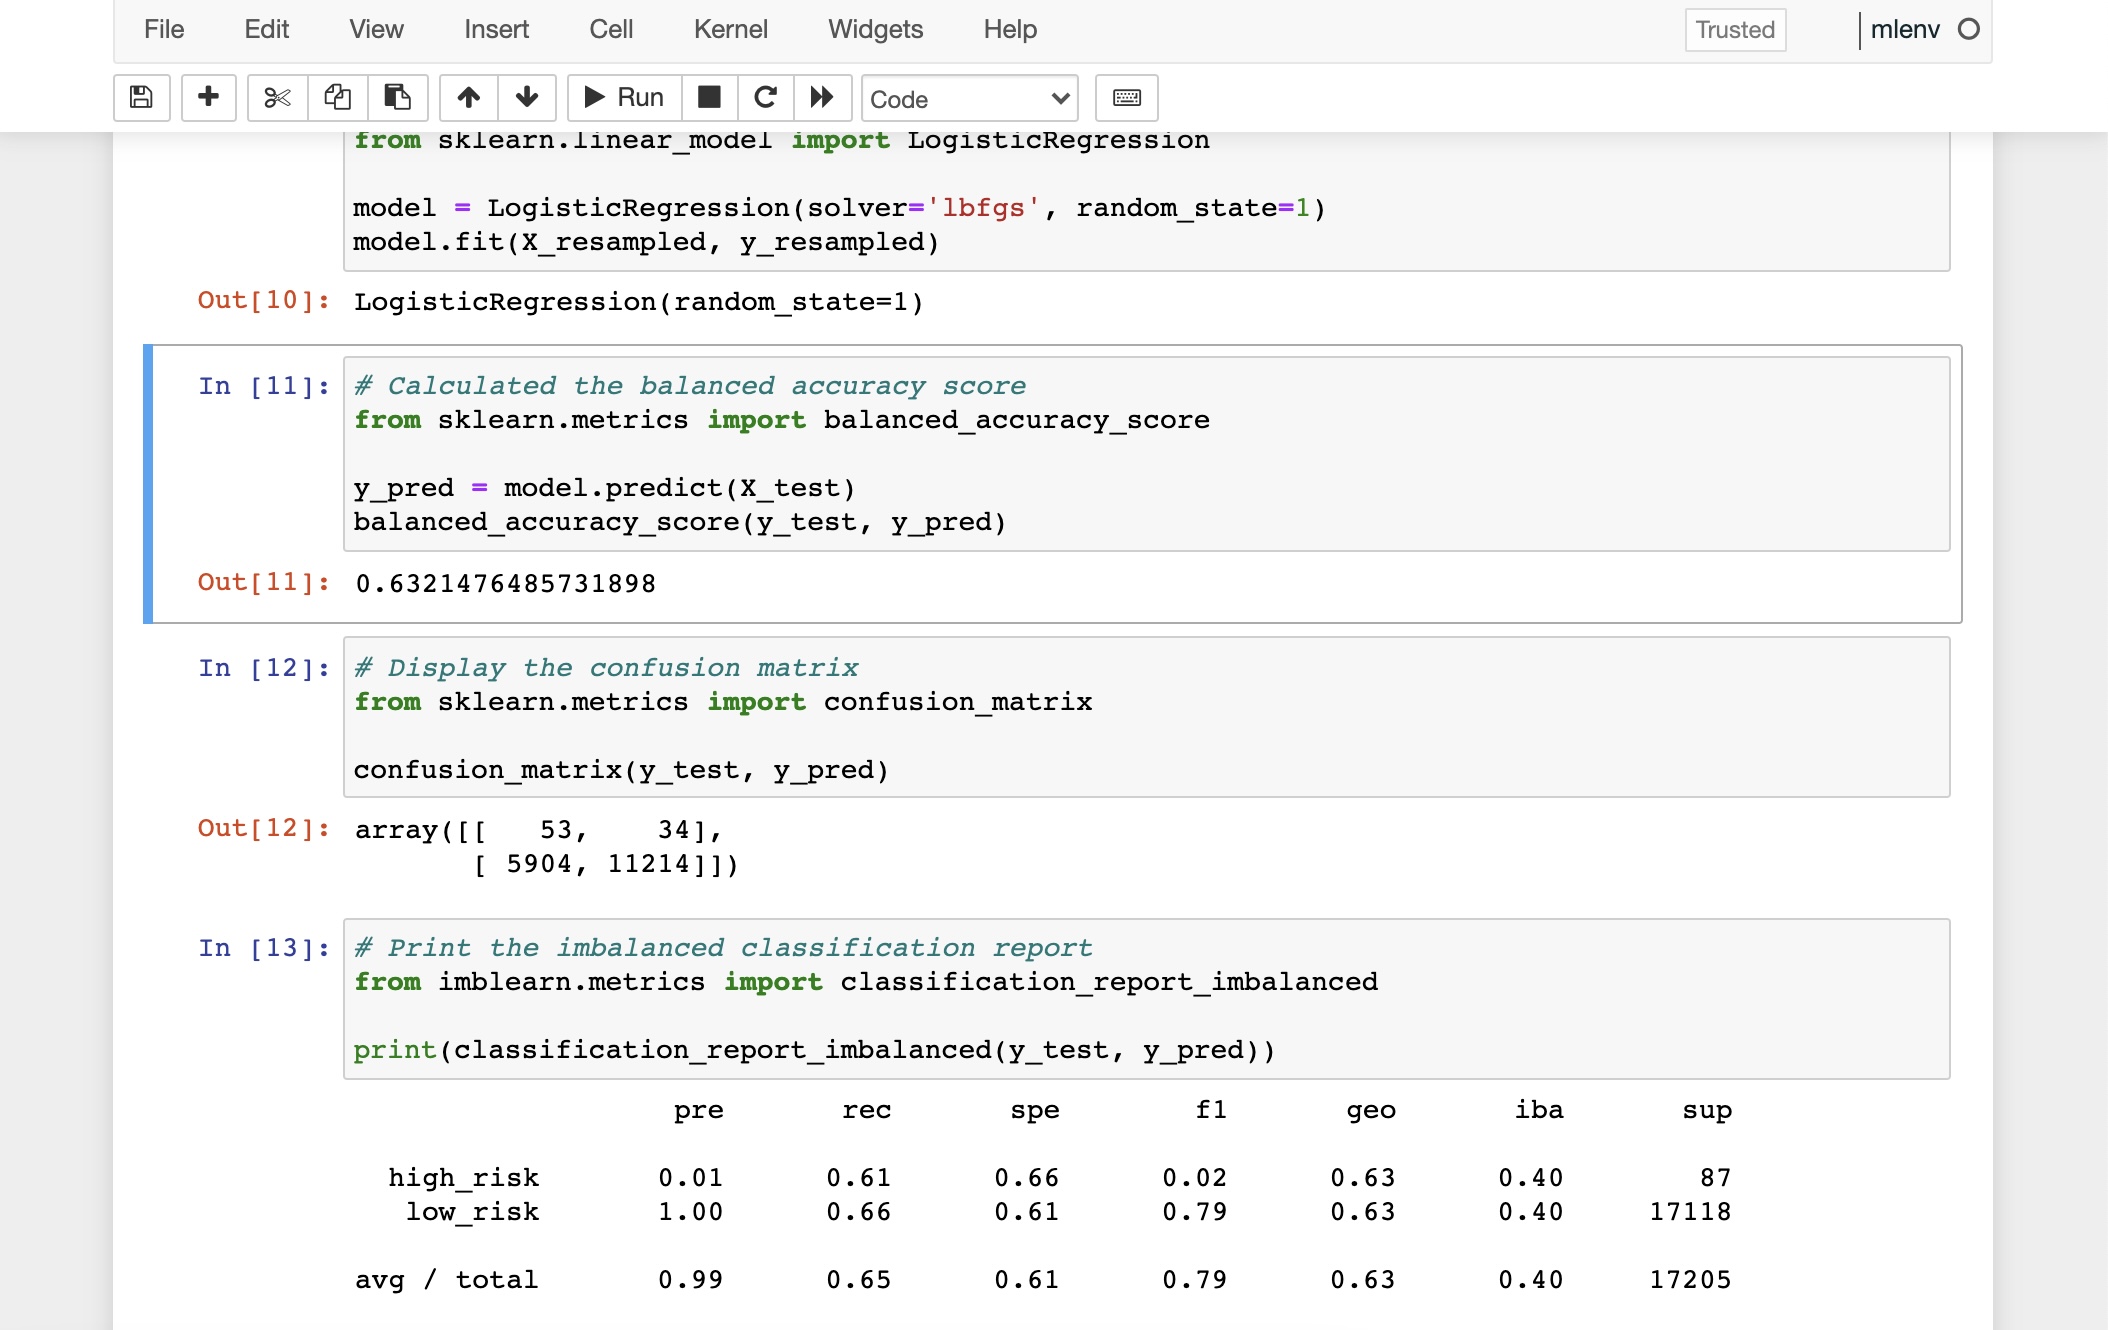 File Edit View Insert Cell Kernel Widgets Help Trusted mlenv
Run Code
from sklearn.linear_model import LogisticRegression
model = LogisticRegression(solver='lbfgs', random_state=1)
model.fit(X_resampled, y_resampled)
Out[10]: LogisticRegression(random_state=1)
In [11]: # Calculated the balanced accuracy score
from sklearn.metrics import balanced_accuracy_score
y_pred = model.predict(X_test)
balanced_accuracy_score(y_test, y_pred)
Out[11]: 0.6321476485731898
In [12]: # Display the confusion matrix
from sklearn.metrics import confusion_matrix
confusion_matrix(y_test, y_pred)
Out[12]: array([[   53,    34],
       [ 5904, 11214]])
In [13]: # Print the imbalanced classification report
from imblearn.metrics import classification_report_imbalanced
print(classification_report_imbalanced(y_test, y_pred))
pre rec spe f1 geo iba sup
high_risk 0.01 0.61 0.66 0.02 0.63 0.40 87
low_risk 1.00 0.66 0.61 0.79 0.63 0.40 17118
avg / total 0.99 0.65 0.61 0.79 0.63 0.40 17205